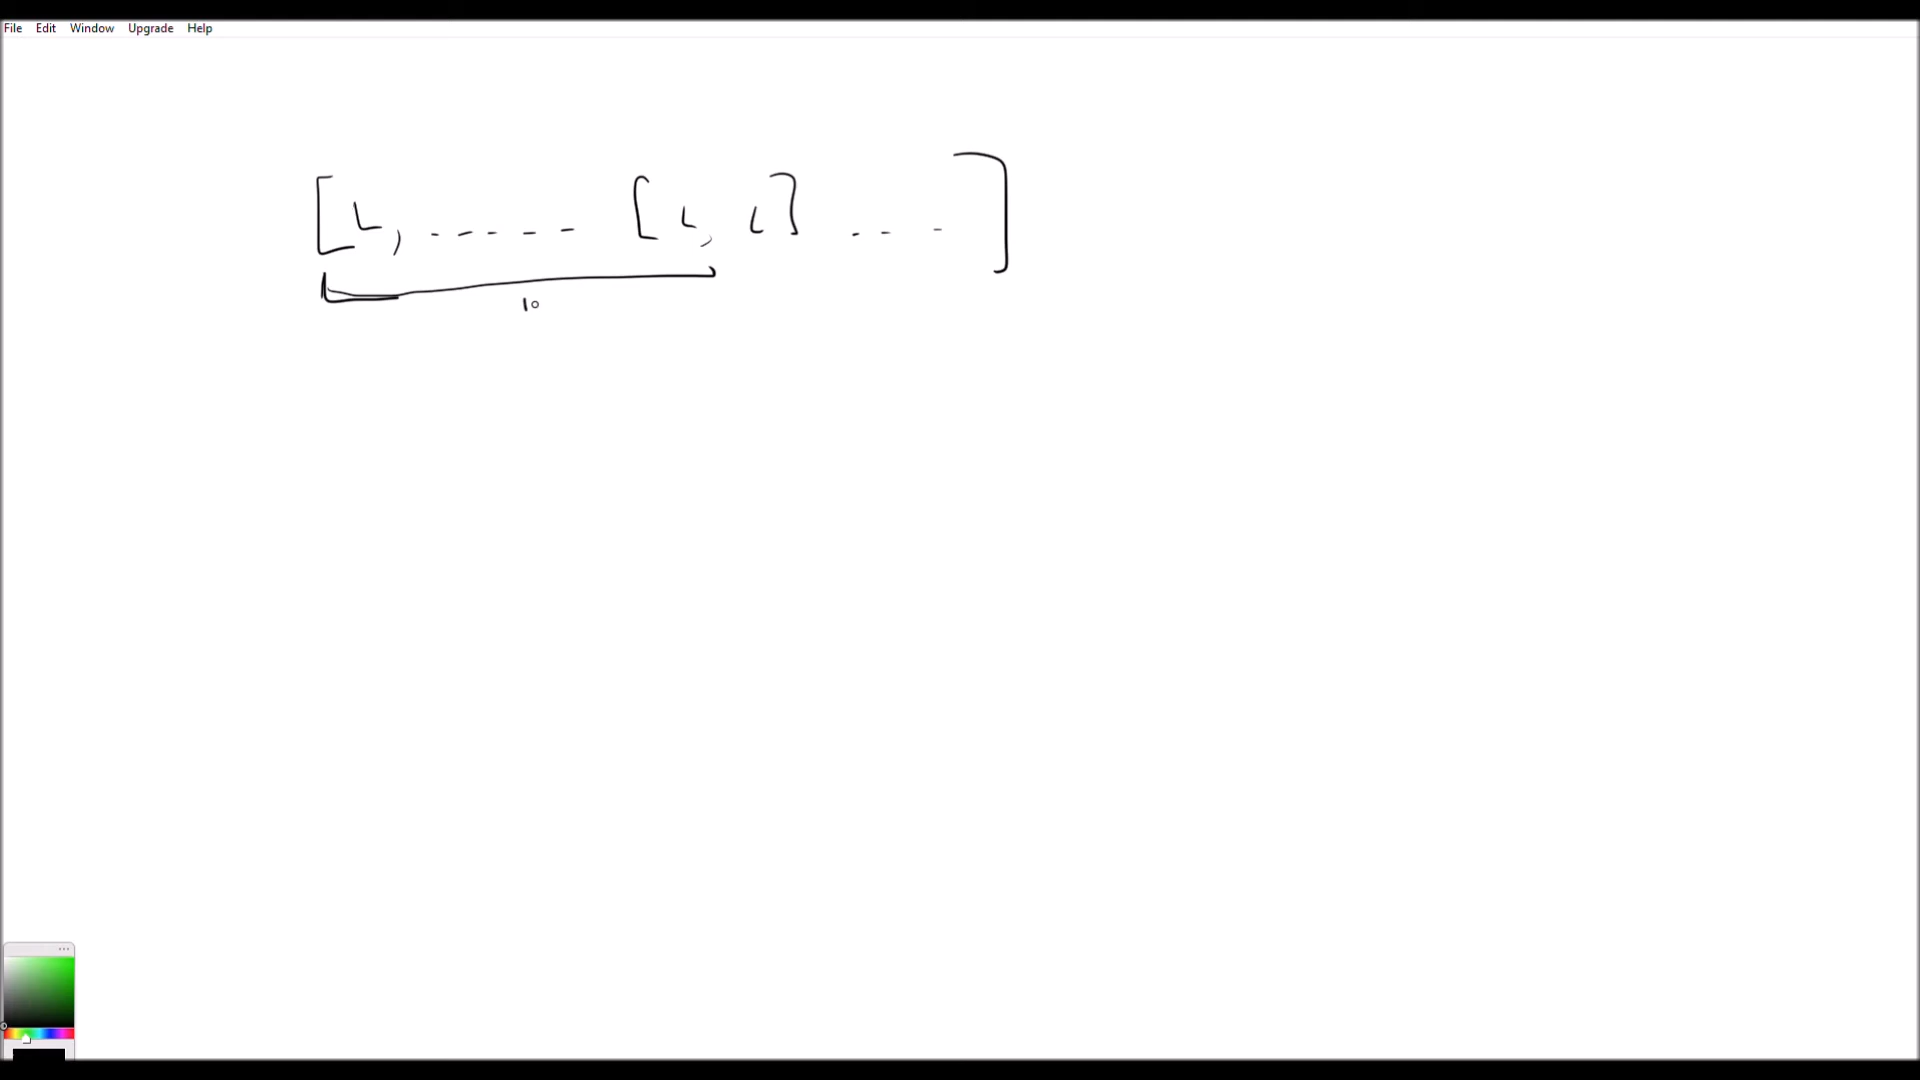 File Edit Window Upgrade Help
[L, - - - - - [L, L] - - - ]
10